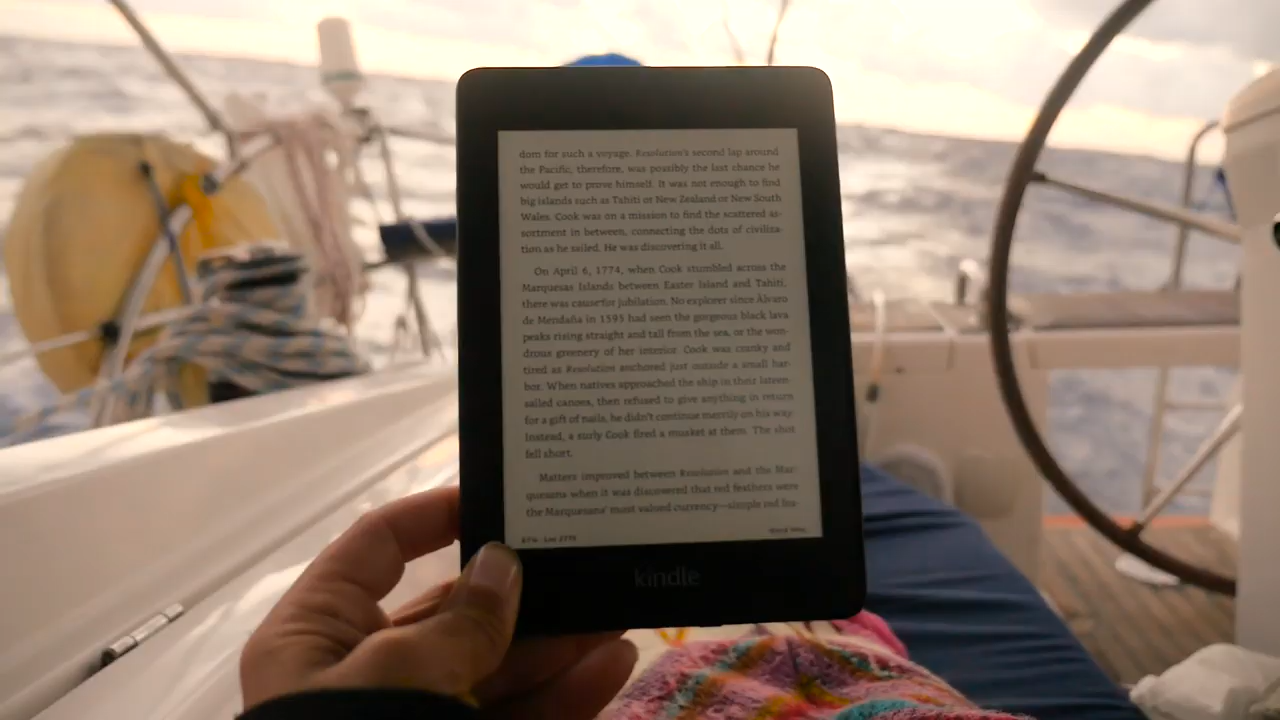 dom for such a voyage. Resolution's second lap around
the Pacific, therefore, was possibly the last chance he
would get to prove himself. It was not enough to find
big islands such as Tahiti or New Zealand or New South
Wales. Cook was on a mission to find the scattered as-
sortment in between, connecting the dots of civiliza-
tion as he sailed. He was discovering it all.
On April 6, 1774, when Cook stumbled across the
Marquesas Islands between Easter Island and Tahiti,
there was cause for jubilation. No explorer since Álvaro
de Mendaña in 1595 had seen the gorgeous black lava
peaks rising straight and tall from the sea, or the won-
drous greenery of her interior. Cook was cranky and
tired as Resolution anchored just outside a small har-
bor. When natives approached the ship in their lateen
sailed canoes, then refused to give anything in return
for a gift of nails, he didn't continue merrily on his way.
Instead, a surly Cook fired a musket at them. The shot
fell short.
Matters improved between Resolution and the Mar-
quesans when it was discovered that red feathers were
the Marquesans' most valued currency—simple red fea-
kindle